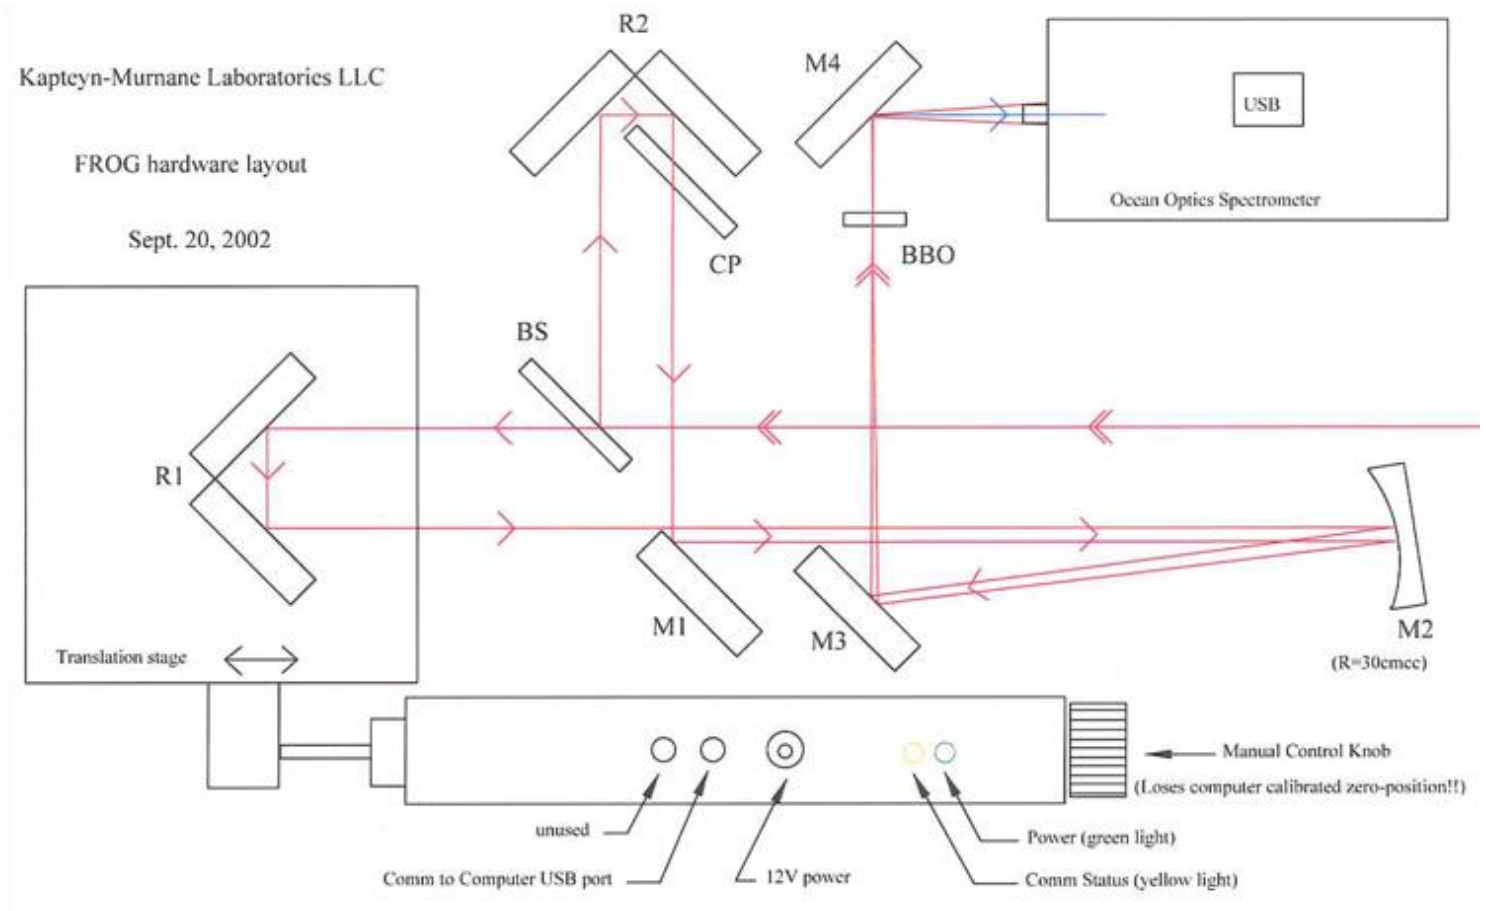 Kapteyn-Murnane Laboratories LLC
FROG hardware layout
Sept. 20, 2002
R2
M4
USB
Ocean Optics Spectrometer
CP
BBO
BS
R1
M1
M3
M2
(R=30cmcc)
Translation stage
Manual Control Knob
(Loses computer calibrated zero-position!!)
unused
Power (green light)
Comm to Computer USB port
12V power
Comm Status (yellow light)